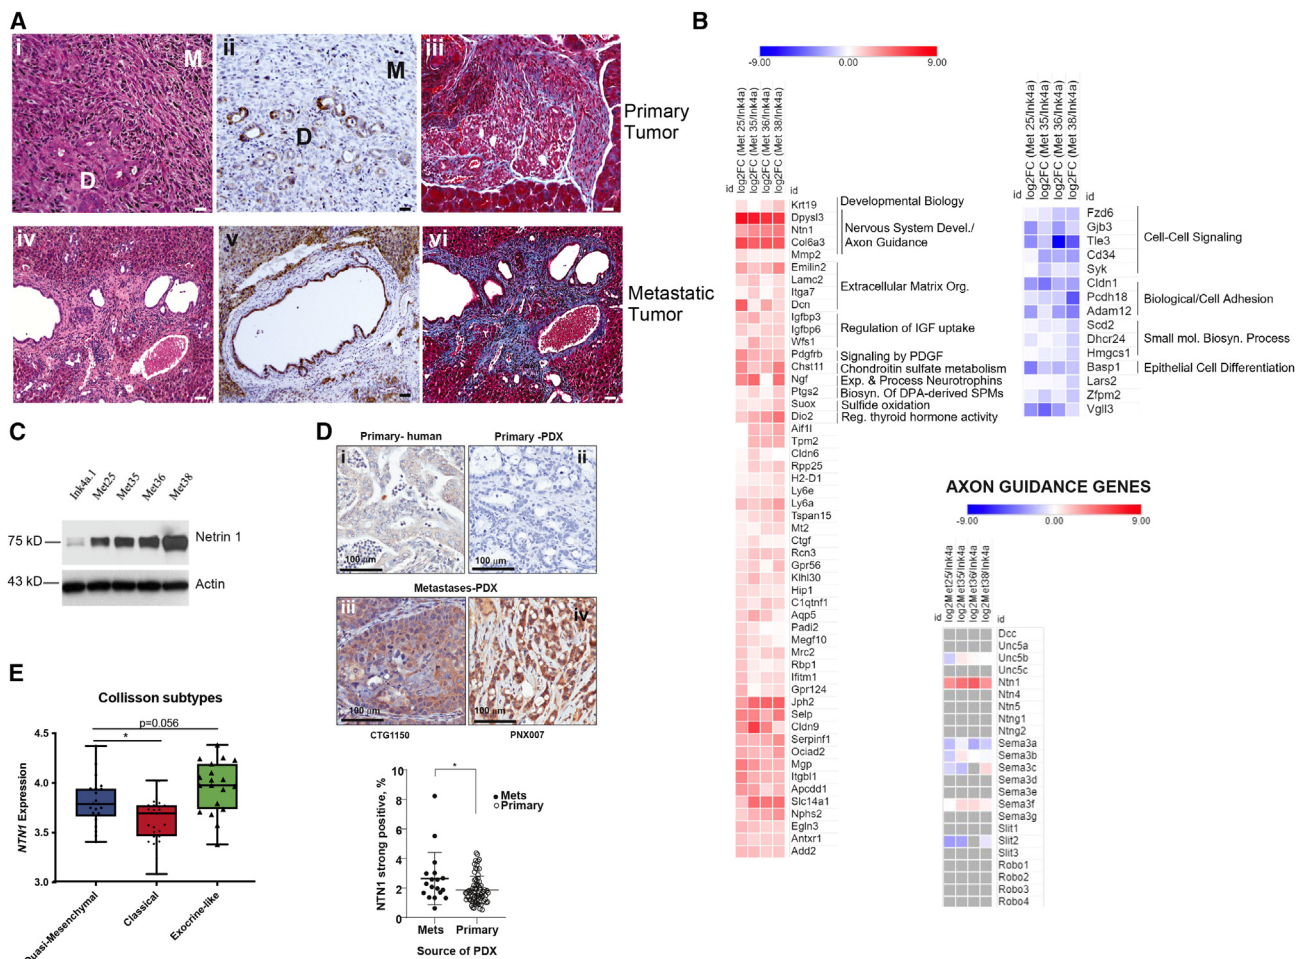 A
i
M
D
ii
M
D
iii
Primary
Tumor
iv
v
vi
Metastatic
Tumor
B
-9.00
0.00
9.00
id
log2FC (Met 25/Ink4a)
log2FC (Met 35/Ink4a)
log2FC (Met 36/Ink4a)
log2FC (Met 38/Ink4a)
id
Krt19
Dpysl3
Ntn1
Col6a3
Mmp2
Emilin2
Lamc2
Itga7
Dcn
Igfbp3
Igfbp6
Wfs1
Pdgfrb
Chst11
Ngf
Ptgs2
Suox
Dio2
Aif1l
Tpm2
Cldn6
Rpp25
H2-D1
Ly6e
Ly6a
Tspan15
Mt2
Ctgf
Rcn3
Gpr56
Klhl30
Hip1
C1qtnf1
Aqp5
Padi2
Megf10
Mrc2
Rbp1
Ifitm1
Gpr124
Jph2
Selp
Cldn9
Serpinf1
Ociad2
Mgp
Itgbl1
Apcdd1
Slc14a1
Nphs2
Egln3
Antxr1
Add2
Developmental Biology
Nervous System Devel./
Axon Guidance
Extracellular Matrix Org.
Regulation of IGF uptake
Signaling by PDGF
Chondroitin sulfate metabolism
Exp. & Process Neurotrophins
Biosyn. Of DPA-derived SPMs
Sulfide oxidation
Reg. thyroid hormone activity
-9.00
0.00
9.00
id
log2FC (Met 25/Ink4a)
log2FC (Met 35/Ink4a)
log2FC (Met 36/Ink4a)
log2FC (Met 38/Ink4a)
id
Fzd6
Gjb3
Tle3
Cd34
Syk
Cldn1
Pcdh18
Adam12
Scd2
Dhcr24
Hmgcs1
Basp1
Lars2
Zfpm2
Vgll3
Cell-Cell Signaling
Biological/Cell Adhesion
Small mol. Biosyn. Process
Epithelial Cell Differentiation
AXON GUIDANCE GENES
-9.00
0.00
9.00
id
log2Met25/Ink4a
log2Met35/Ink4a
log2Met36/Ink4a
log2Met38/Ink4a
id
Dcc
Unc5a
Unc5b
Unc5c
Ntn1
Ntn4
Ntn5
Ntng1
Ntng2
Sema3a
Sema3b
Sema3c
Sema3d
Sema3e
Sema3f
Sema3g
Slit1
Slit2
Slit3
Robo1
Robo2
Robo3
Robo4
C
Ink4a.1
Met25
Met35
Met36
Met38
75 kD
Netrin 1
43 kD
Actin
D
Primary- human
Primary -PDX
i
100 µm
ii
100 µm
Metastases-PDX
iii
100 µm
iv
100 µm
CTG1150
PNX007
NTN1 strong positive, %
10
8
6
4
2
0
*
Mets
Primary
Mets
Primary
Source of PDX
E
Collisson subtypes
p=0.056
*
NTN1 Expression
4.5
4.0
3.5
3.0
Quasi-Mesenchymal
Classical
Exocrine-like